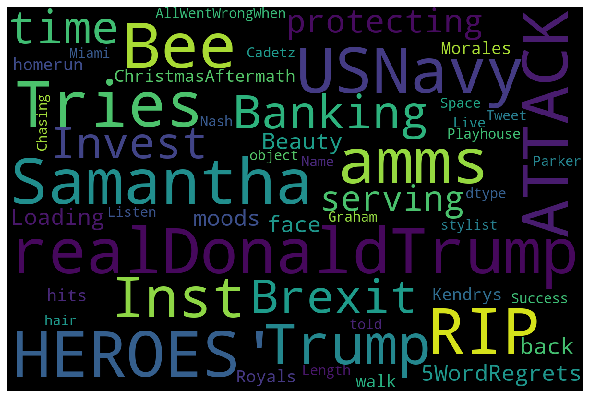 AllWentWrongWhen
time
Bee
protecting
ATTACK
Miami
Cadetz
USNavy
Morales
homerun
ChristmasAftermath
Tries
Chasing
Nash
Banking
Space
Live
Tweet
Invest
Beauty
Playhouse
object
Name
amms
Parker
Samantha
serving
dtype
Loading
Listen
moods
face
Graham
stylist
realDonaldTrump
hits
Inst
Brexit
Kendrys
Success
hair
HEROES
'Trump
told
RIP
back
Royals
Length
walk
5WordRegrets